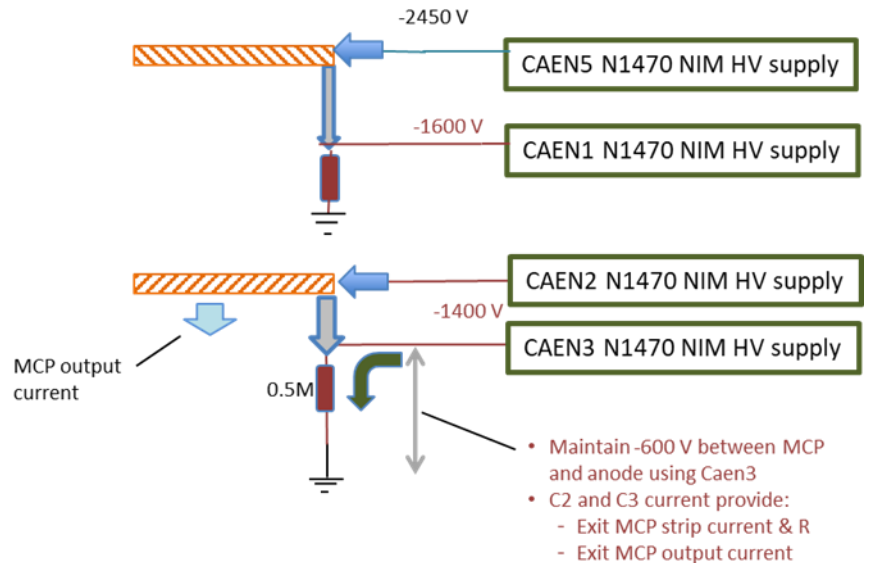 -2450 V
CAEN5 N1470 NIM HV supply
-1600 V
CAEN1 N1470 NIM HV supply
CAEN2 N1470 NIM HV supply
-1400 V
CAEN3 N1470 NIM HV supply
MCP output
current
0.5M
• Maintain -600 V between MCP
and anode using Caen3
• C2 and C3 current provide:
- Exit MCP strip current & R
- Exit MCP output current